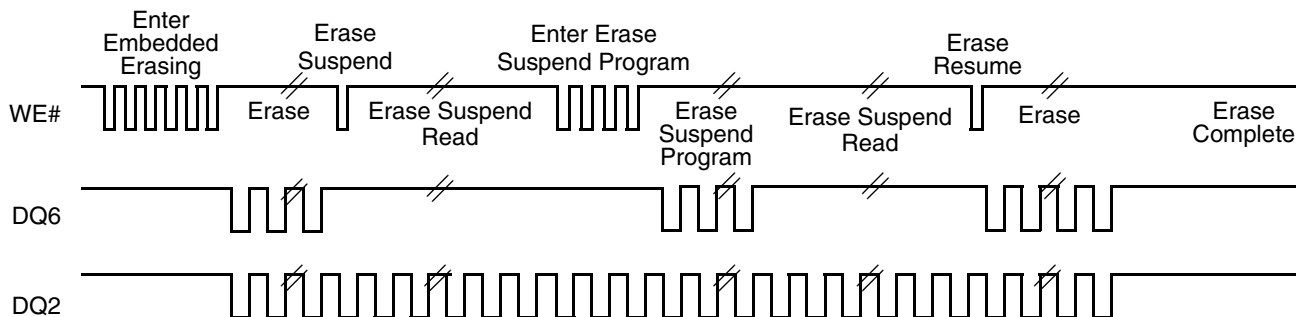 Enter
Embedded
Erasing
Erase
Suspend
Enter Erase
Suspend Program
Erase
Resume
WE#
Erase
Erase Suspend
Read
Erase
Suspend
Program
Erase Suspend
Read
Erase
Erase
Complete
DQ6
DQ2